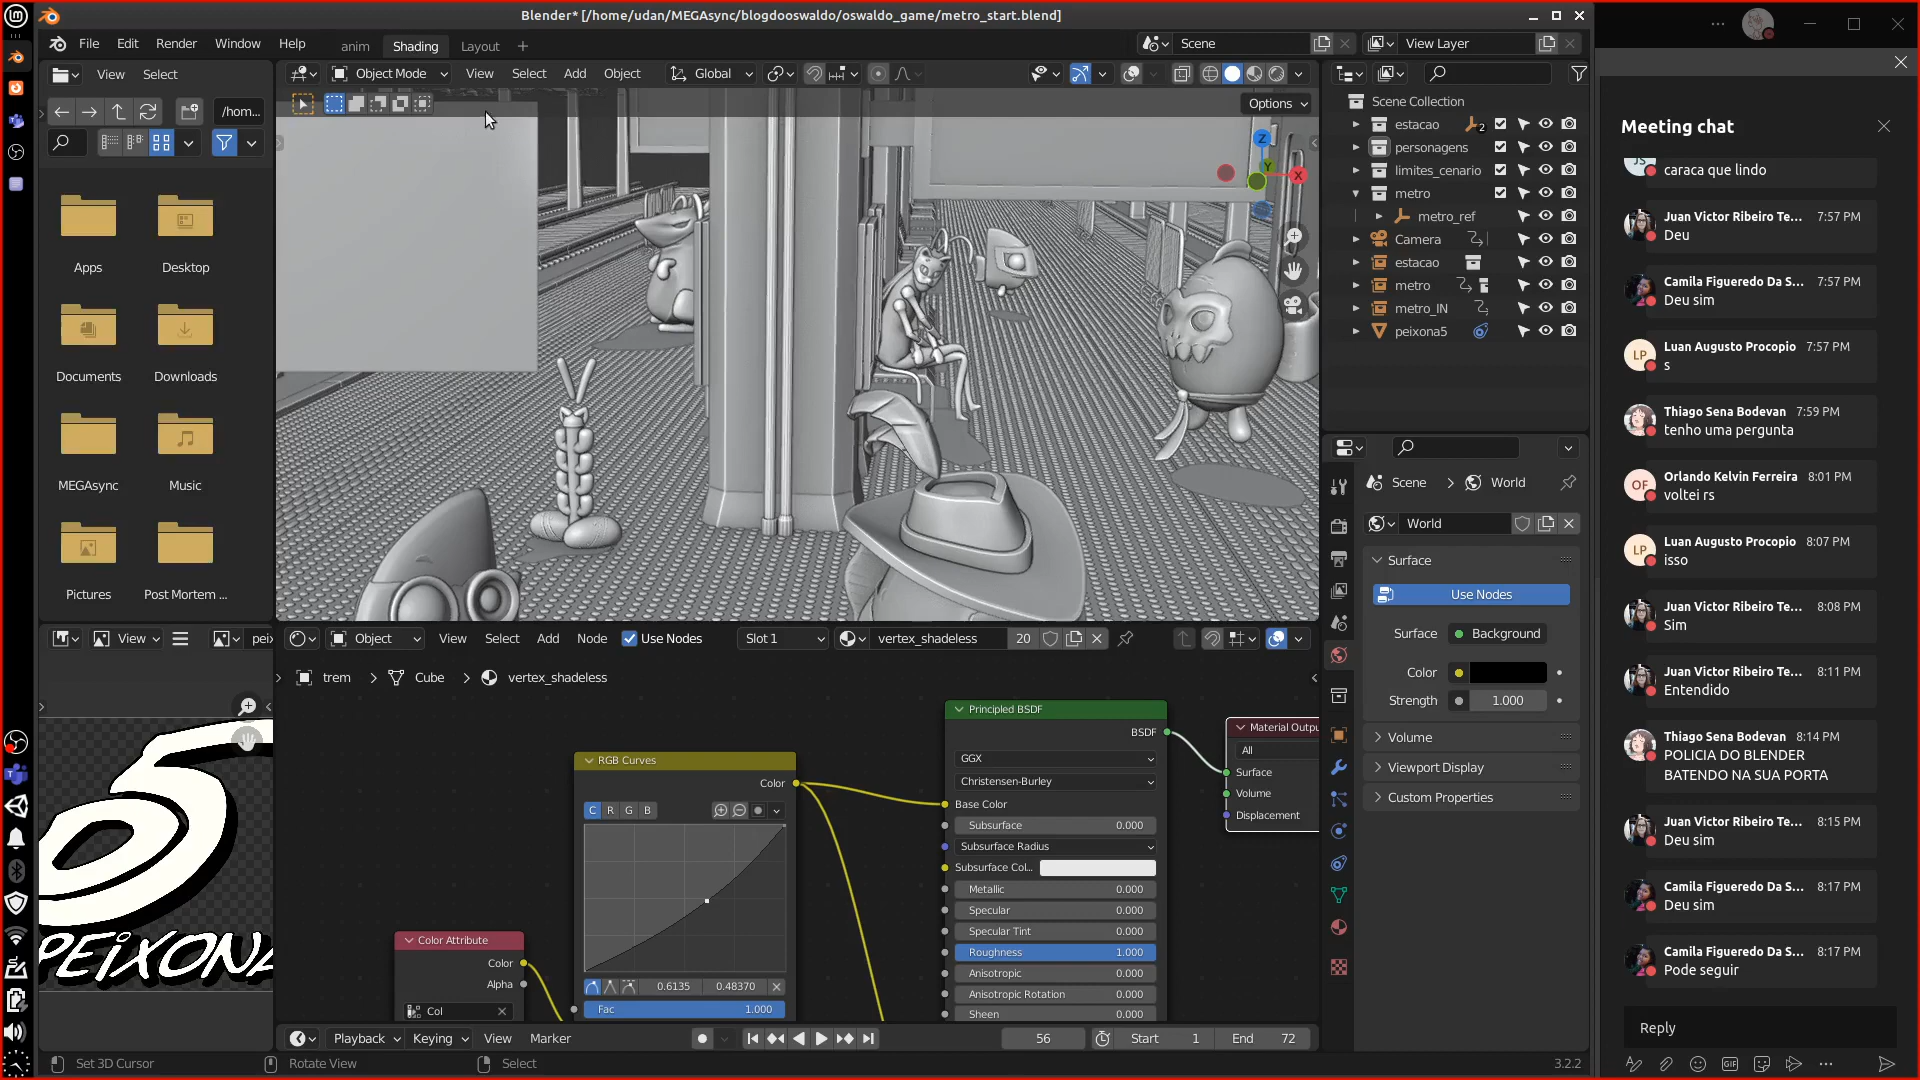 Blender* [/home/udan/MEGAsync/blogdooswaldo/oswaldo_game/metro_start.blend]
File Edit Render Window Help anim Shading Layout +
Scene
View Layer
View Select
Object Mode View Select Add Object Global
/hom...
Options
Apps
Desktop
Documents
Downloads
MEGAsync
Music
Pictures
Post Mortem ...
Z
Y
X
Scene Collection
estacao 2
personagens
limites_cenario
metro
metro_ref
Camera
estacao
metro
metro_IN
peixona5
Scene > World
World
Surface
Use Nodes
Surface Background
Color
Strength 1.000
Volume
Viewport Display
Custom Properties
View
pei
5
PEiXONA
Object View Select Add Node Use Nodes Slot 1 vertex_shadeless 20
trem > Cube > vertex_shadeless
Color Attribute
Color
Alpha
Col
RGB Curves
Color
C R G B
0.6135 0.48370
Fac 1.000
Principled BSDF
BSDF
GGX
Christensen-Burley
Base Color
Subsurface 0.000
Subsurface Radius
Subsurface Col...
Metallic 0.000
Specular 0.000
Specular Tint 0.000
Roughness 1.000
Anisotropic 0.000
Anisotropic Rotation 0.000
Sheen 0.000
Material Outpu
All
Surface
Volume
Displacement
Playback Keying View Marker
56 Start 1 End 72
Set 3D Cursor Rotate View Select 3.2.2
Meeting chat
JS
caraca que lindo
Juan Victor Ribeiro Te... 7:57 PM
Deu
Camila Figueredo Da S... 7:57 PM
Deu sim
LP Luan Augusto Procopio 7:57 PM
s
Thiago Sena Bodevan 7:59 PM
tenho uma pergunta
OF Orlando Kelvin Ferreira 8:01 PM
voltei rs
LP Luan Augusto Procopio 8:07 PM
isso
Juan Victor Ribeiro Te... 8:08 PM
Sim
Juan Victor Ribeiro Te... 8:11 PM
Entendido
Thiago Sena Bodevan 8:14 PM
POLICIA DO BLENDER
BATENDO NA SUA PORTA
Juan Victor Ribeiro Te... 8:15 PM
Deu sim
Camila Figueredo Da S... 8:17 PM
Deu sim
Camila Figueredo Da S... 8:17 PM
Pode seguir
Reply
GIF